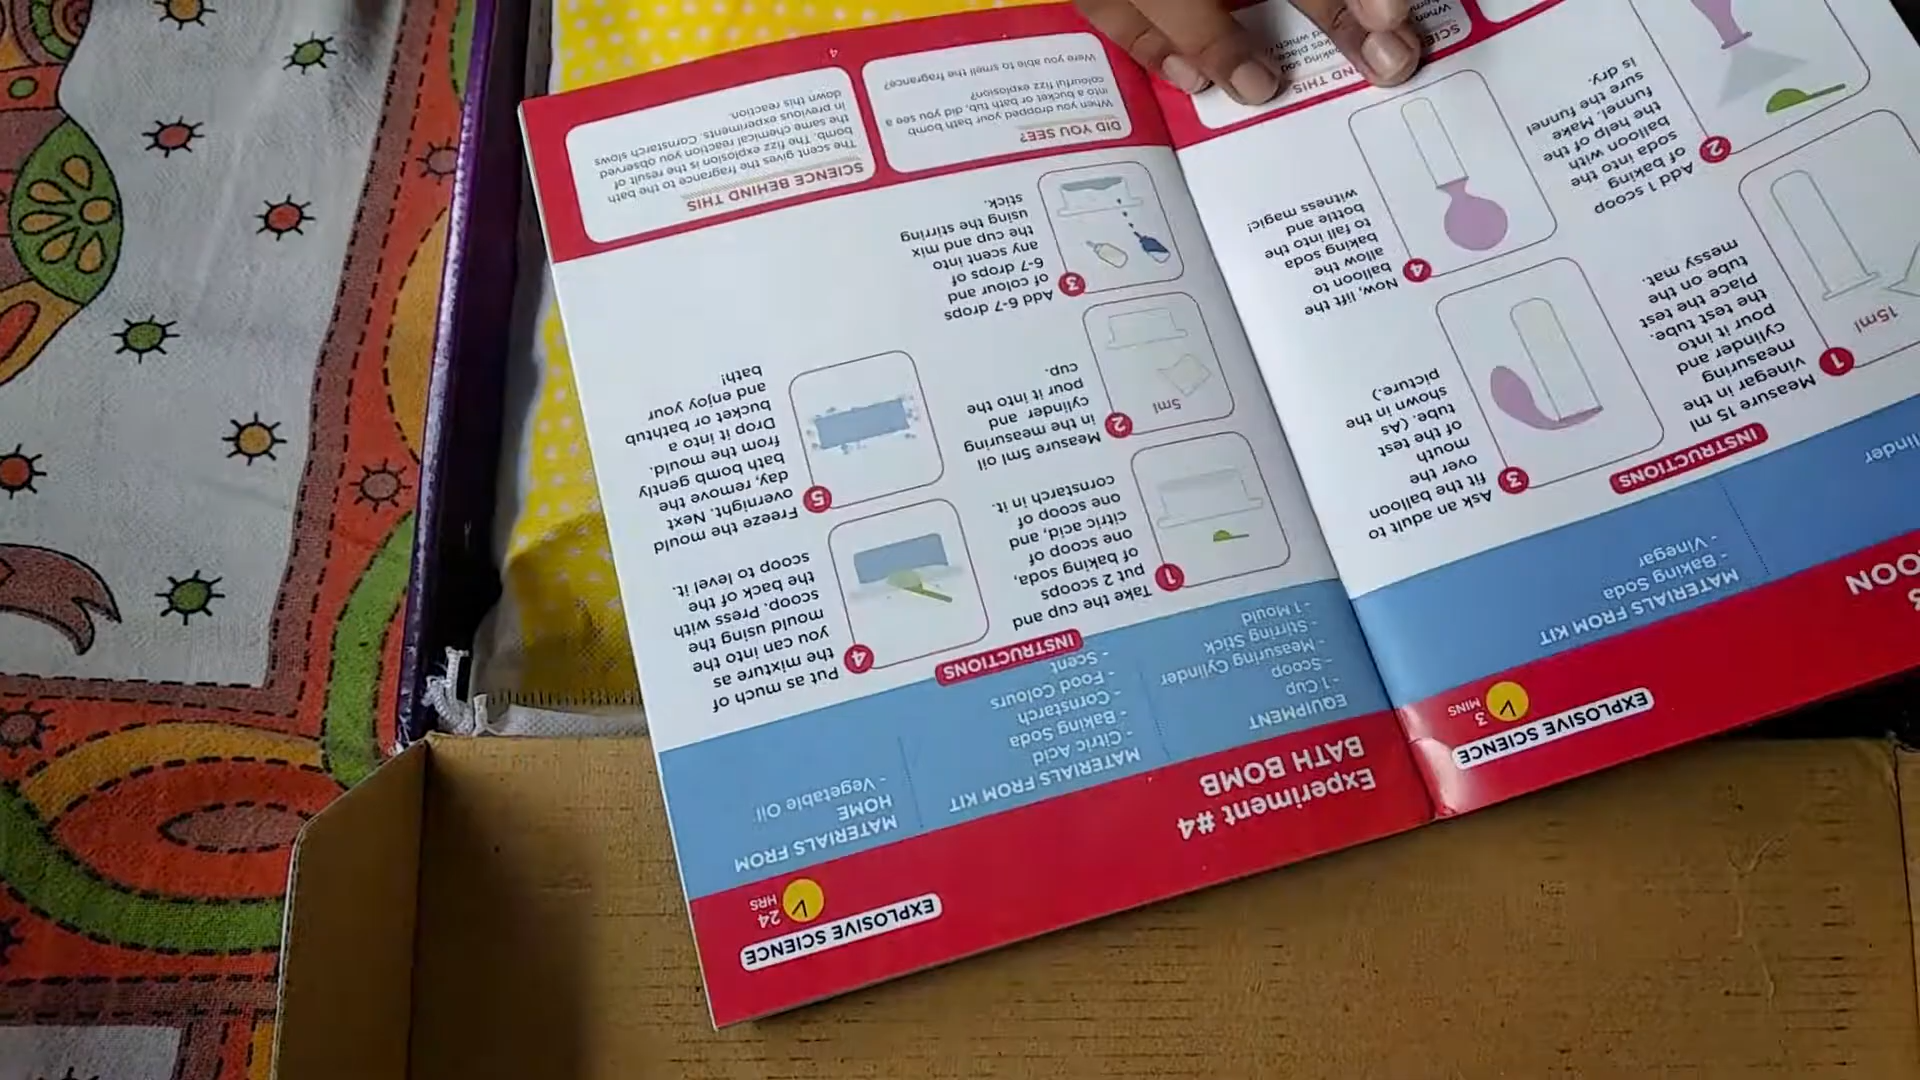 EXPLOSIVE SCIENCE
3
MINS
OON
MATERIALS FROM KIT
- Baking Soda
- Vinegar
INSTRUCTIONS
1
Measure 15 ml
vinegar in the
measuring
cylinder and
pour it into
the test tube.
Place the test
tube on the
messy mat.
15ml
2
Add 1 scoop
of baking
soda into the
balloon with
the help of the
funnel. Make
sure the funnel
is dry.
3
Ask an adult to
fit the balloon
over the
mouth
of the test
tube. (As
shown in the
picture.)
4
Now, lift the
balloon to
allow the
baking soda
to fall into the
bottle and
witness magic!
EXPLOSIVE SCIENCE
24
HRS
Experiment #4
BATH BOMB
EQUIPMENT
- 1 Cup
- Scoop
- Measuring Cylinder
- Stirring Stick
- 1 Mould
MATERIALS FROM KIT
- Citric Acid
- Baking Soda
- Cornstarch
- Food Colours
- Scent
MATERIALS FROM
HOME
- Vegetable Oil
INSTRUCTIONS
1
Take the cup and
put 2 scoops
of baking soda,
one scoop of
citric acid, and
one scoop of
cornstarch in it.
2
Measure 5ml oil
in the measuring
cylinder and
pour it into the
cup.
5ml
3
Add 6-7 drops
of colour and
6-7 drops of
any scent into
the cup and mix
using the stirring
stick.
4
Put as much of
the mixture as
you can into the
mould using the
scoop. Press with
the back of the
scoop to level it.
5
Freeze the mould
overnight. Next
day, remove the
bath bomb gently
from the mould.
Drop it into a
bucket or bathtub
and enjoy your
bath!
DID YOU SEE?
When you dropped your bath bomb
into a bucket or bath tub, did you see a
colourful fizz explosion?
Were you able to smell the fragrance?
SCIENCE BEHIND THIS
The scent gives the fragrance to the bath
bomb. The fizz explosion is the result of
the same chemical reaction you observed
in previous experiments. Cornstarch slows
down this reaction.
4